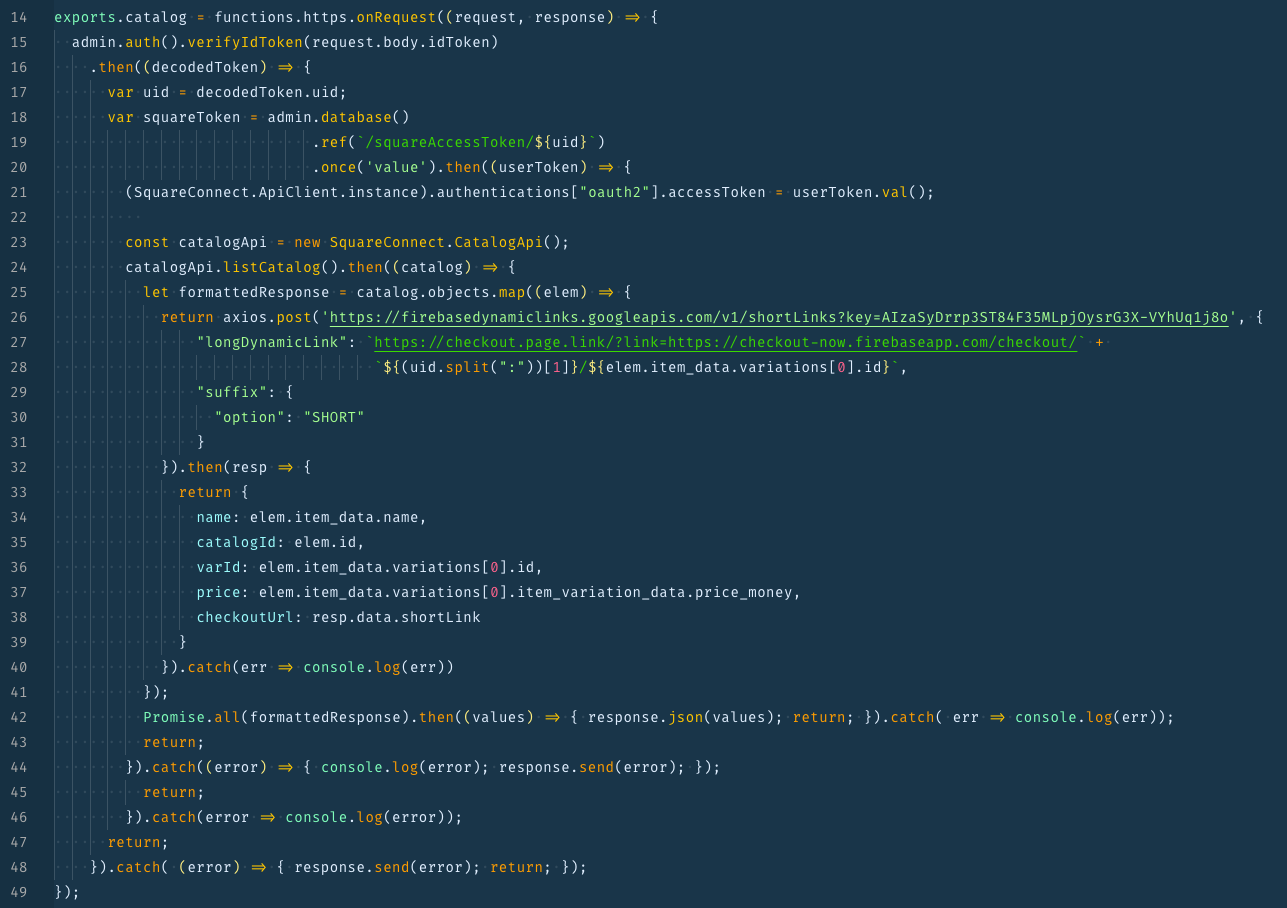 14 exports.catalog = functions.https.onRequest((request, response) => {
15 admin.auth().verifyIdToken(request.body.idToken)
16 .then((decodedToken) => {
17 var uid = decodedToken.uid;
18 var squareToken = admin.database()
19 .ref(`/squareAccessToken/${uid}`)
20 .once('value').then((userToken) => {
21 (SquareConnect.ApiClient.instance).authentications["oauth2"].accessToken = userToken.val();
22
23 const catalogApi = new SquareConnect.CatalogApi();
24 catalogApi.listCatalog().then((catalog) => {
25 let formattedResponse = catalog.objects.map((elem) => {
26 return axios.post('https://firebasedynamiclinks.googleapis.com/v1/shortLinks?key=AIzaSyDrrp3ST84F35MLpjOysrG3X-VYhUq1j8o', {
27 "longDynamicLink": `https://checkout.page.link/?link=https://checkout-now.firebaseapp.com/checkout/` +
28 `${(uid.split(":"))[1]}/${elem.item_data.variations[0].id}`,
29 "suffix": {
30 "option": "SHORT"
31 }
32 }).then(resp => {
33 return {
34 name: elem.item_data.name,
35 catalogId: elem.id,
36 varId: elem.item_data.variations[0].id,
37 price: elem.item_data.variations[0].item_variation_data.price_money,
38 checkoutUrl: resp.data.shortLink
39 }
40 }).catch(err => console.log(err))
41 });
42 Promise.all(formattedResponse).then((values) => { response.json(values); return; }).catch( err => console.log(err));
43 return;
44 }).catch((error) => { console.log(error); response.send(error); });
45 return;
46 }).catch(error => console.log(error));
47 return;
48 }).catch( (error) => { response.send(error); return; });
49 });